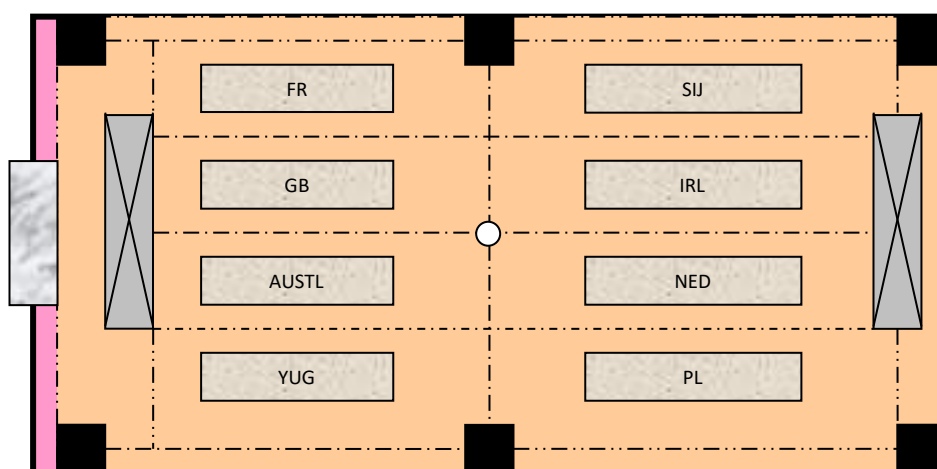 FR
SIJ
GB
IRL
AUSTL
NED
YUG
PL